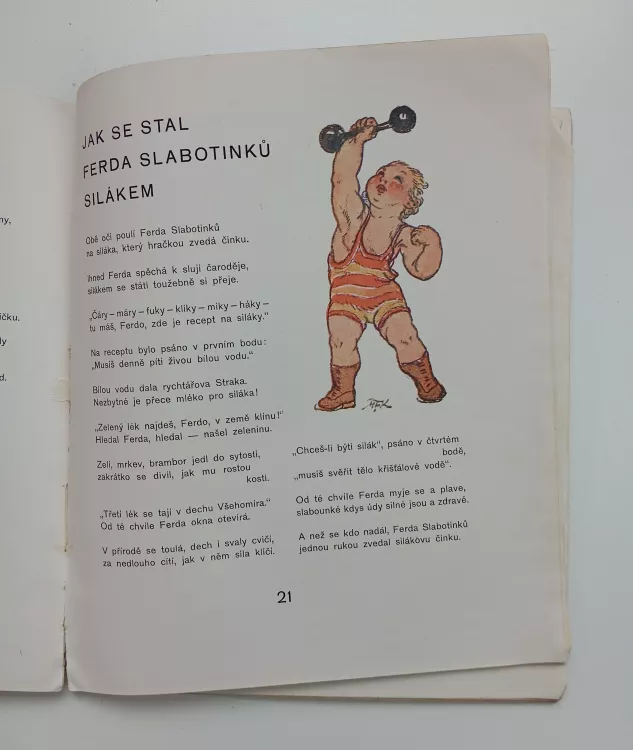 ny,
ičku.
dy
d.
JAK SE STAL
FERDA SLABOTINKŮ
SILÁKEM
Obě oči poulí Ferda Slabotinků
na siláka, který hračkou zvedá činku.
Ihned Ferda spěchá k sluji čaroděje,
silákem se státi toužebně si přeje.
„Čáry – máry – fuky – kliky – miky – háky –
tu máš, Ferdo, zde je recept na siláky.”
Na receptu bylo psáno v prvním bodu:
„Musíš denně píti živou bílou vodu.”
Bílou vodu dala rychtářova Straka.
Nezbytné je přece mléko pro siláka!
„Zelený lék najdeš, Ferdo, v země klínu!”
Hledal Ferda, hledal — našel zeleninu.
Zelí, mrkev, brambor jedl do sytosti,
zakrátko se divil, jak mu rostou
kosti.
„Třetí lék se tají v dechu Všehomíra.”
Od té chvíle Ferda okna otevírá.
V přírodě se toulá, dech i svaly cvičí,
za nedlouho cítí, jak v něm síla klíčí.
„Chceš-li býti silák”, psáno v čtvrtém
bodě,
„musíš svěřit tělo křišťálové vodě”.
Od té chvíle Ferda myje se a plave,
slabounké kdys údy silné jsou a zdravé.
A než se kdo nadál, Ferda Slabotinků
jednou rukou zvedal silákovu činku.
21